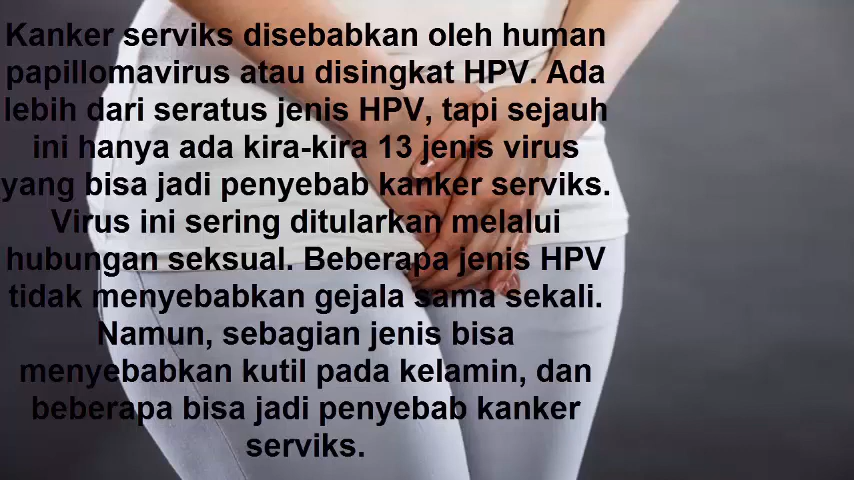 Kanker serviks disebabkan oleh human
papillomavirus atau disingkat HPV. Ada
lebih dari seratus jenis HPV, tapi sejauh
ini hanya ada kira-kira 13 jenis virus
yang bisa jadi penyebab kanker serviks.
Virus ini sering ditularkan melalui
hubungan seksual. Beberapa jenis HPV
tidak menyebabkan gejala sama sekali.
Namun, sebagian jenis bisa
menyebabkan kutil pada kelamin, dan
beberapa bisa jadi penyebab kanker
serviks.